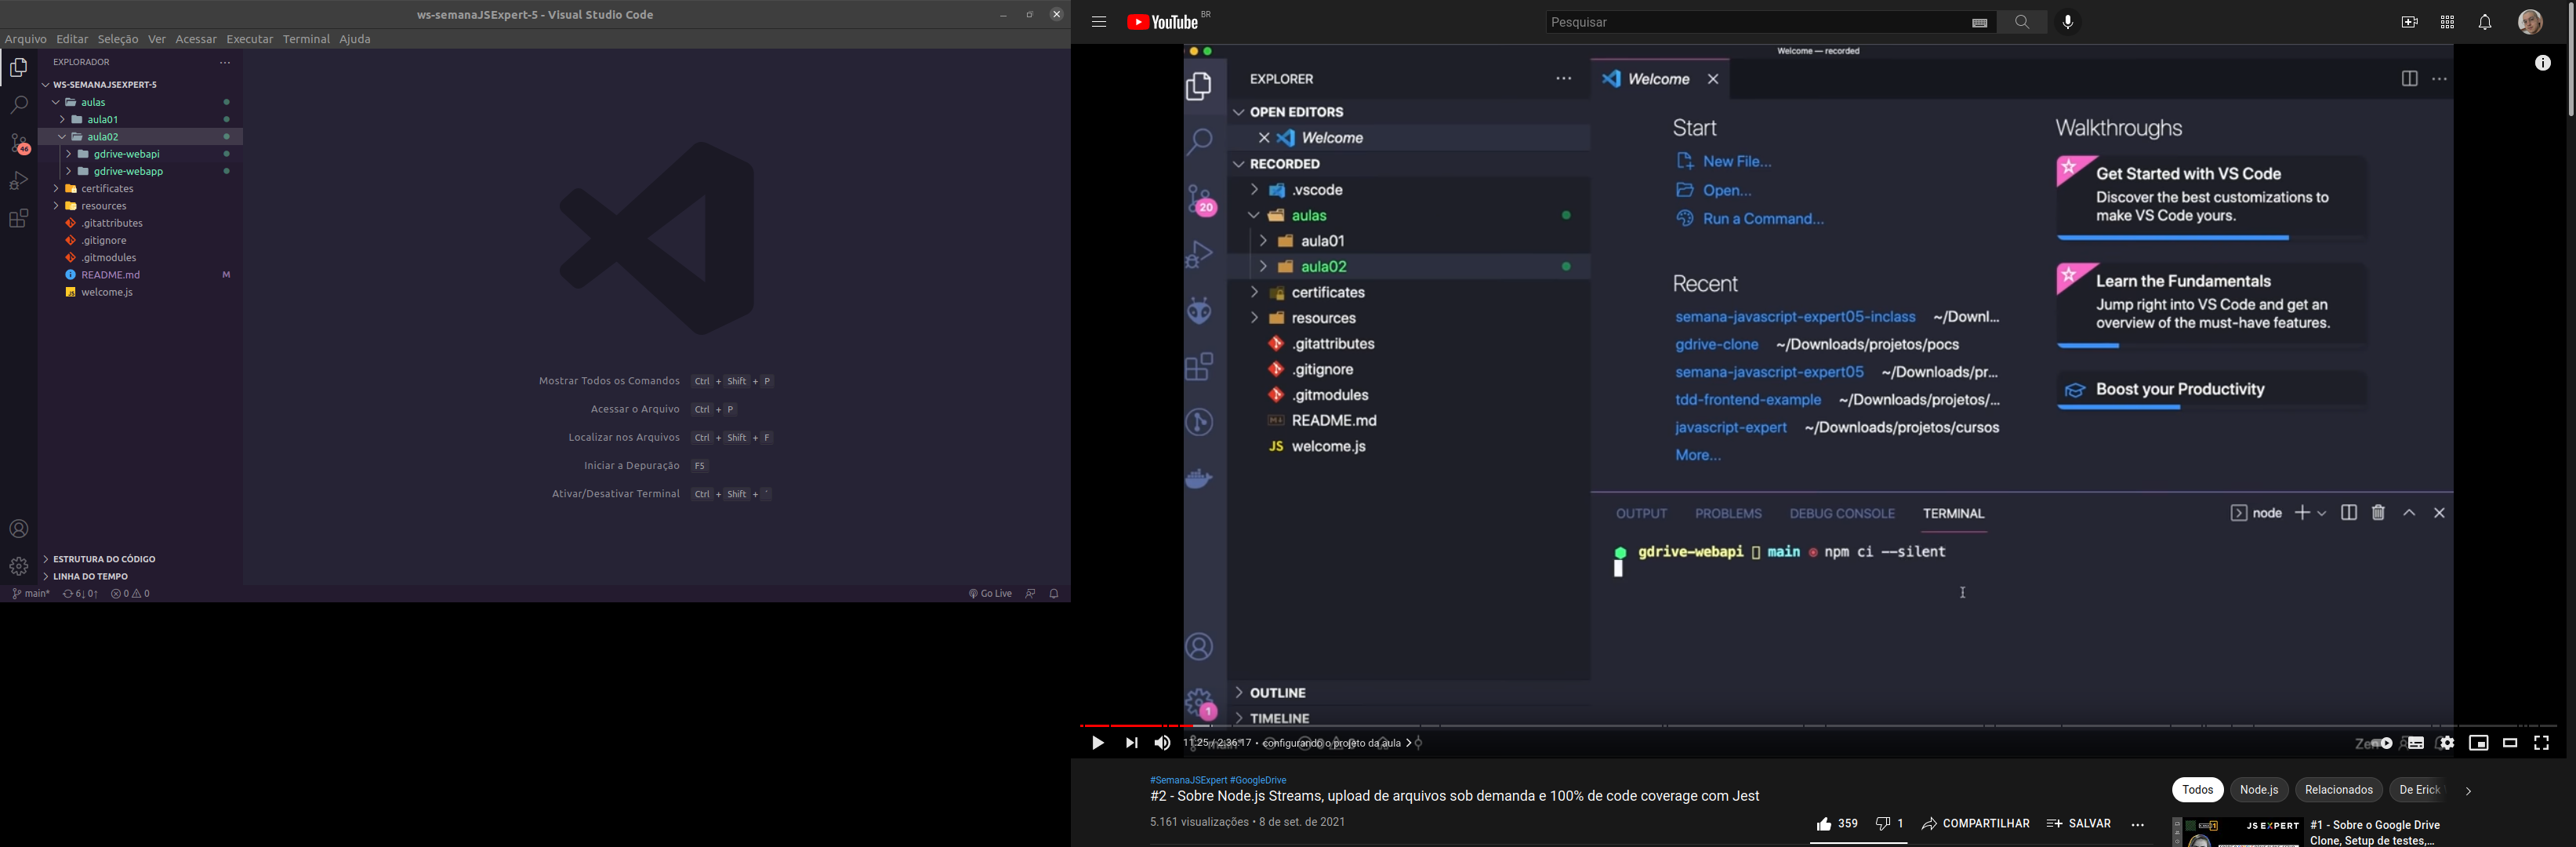 ws-semanaJSExpert-5 - Visual Studio Code
Arquivo Editar Seleção Ver Acessar Executar Terminal Ajuda
EXPLORADOR
WS-SEMANAJSEXPERT-5
aulas
aula01
aula02
gdrive-webapi
gdrive-webapp
certificates
resources
.gitattributes
.gitignore
.gitmodules
README.md M
welcome.js
46
Mostrar Todos os Comandos Ctrl + Shift + P
Acessar o Arquivo Ctrl + P
Localizar nos Arquivos Ctrl + Shift + F
Iniciar a Depuração F5
Ativar/Desativar Terminal Ctrl + Shift + ´
ESTRUTURA DO CÓDIGO
LINHA DO TEMPO
main* 6↓ 0↑ 0 0 Go Live
YouTube BR
Pesquisar
Welcome — recorded
EXPLORER
OPEN EDITORS
Welcome
RECORDED
.vscode
aulas
aula01
aula02
certificates
resources
.gitattributes
.gitignore
.gitmodules
README.md
JS welcome.js
20
OUTLINE
1
TIMELINE
Welcome
Start
New File...
Open...
Run a Command...
Recent
semana-javascript-expert05-inclass ~/Downl...
gdrive-clone ~/Downloads/projetos/pocs
semana-javascript-expert05 ~/Downloads/pr...
tdd-frontend-example ~/Downloads/projetos/...
javascript-expert ~/Downloads/projetos/cursos
More...
Walkthroughs
Get Started with VS Code
Discover the best customizations to
make VS Code yours.
Learn the Fundamentals
Jump right into VS Code and get an
overview of the must-have features.
Boost your Productivity
OUTPUT PROBLEMS DEBUG CONSOLE TERMINAL node
gdrive-webapi main npm ci --silent
11:25 / 2:36:17 • configurando o projeto da aula
#SemanaJSExpert #GoogleDrive
#2 - Sobre Node.js Streams, upload de arquivos sob demanda e 100% de code coverage com Jest
5.161 visualizações • 8 de set. de 2021
359 1 COMPARTILHAR SALVAR
Todos Node.js Relacionados De Erick
JS EXPERT
#1 - Sobre o Google Drive
Clone, Setup de testes,...